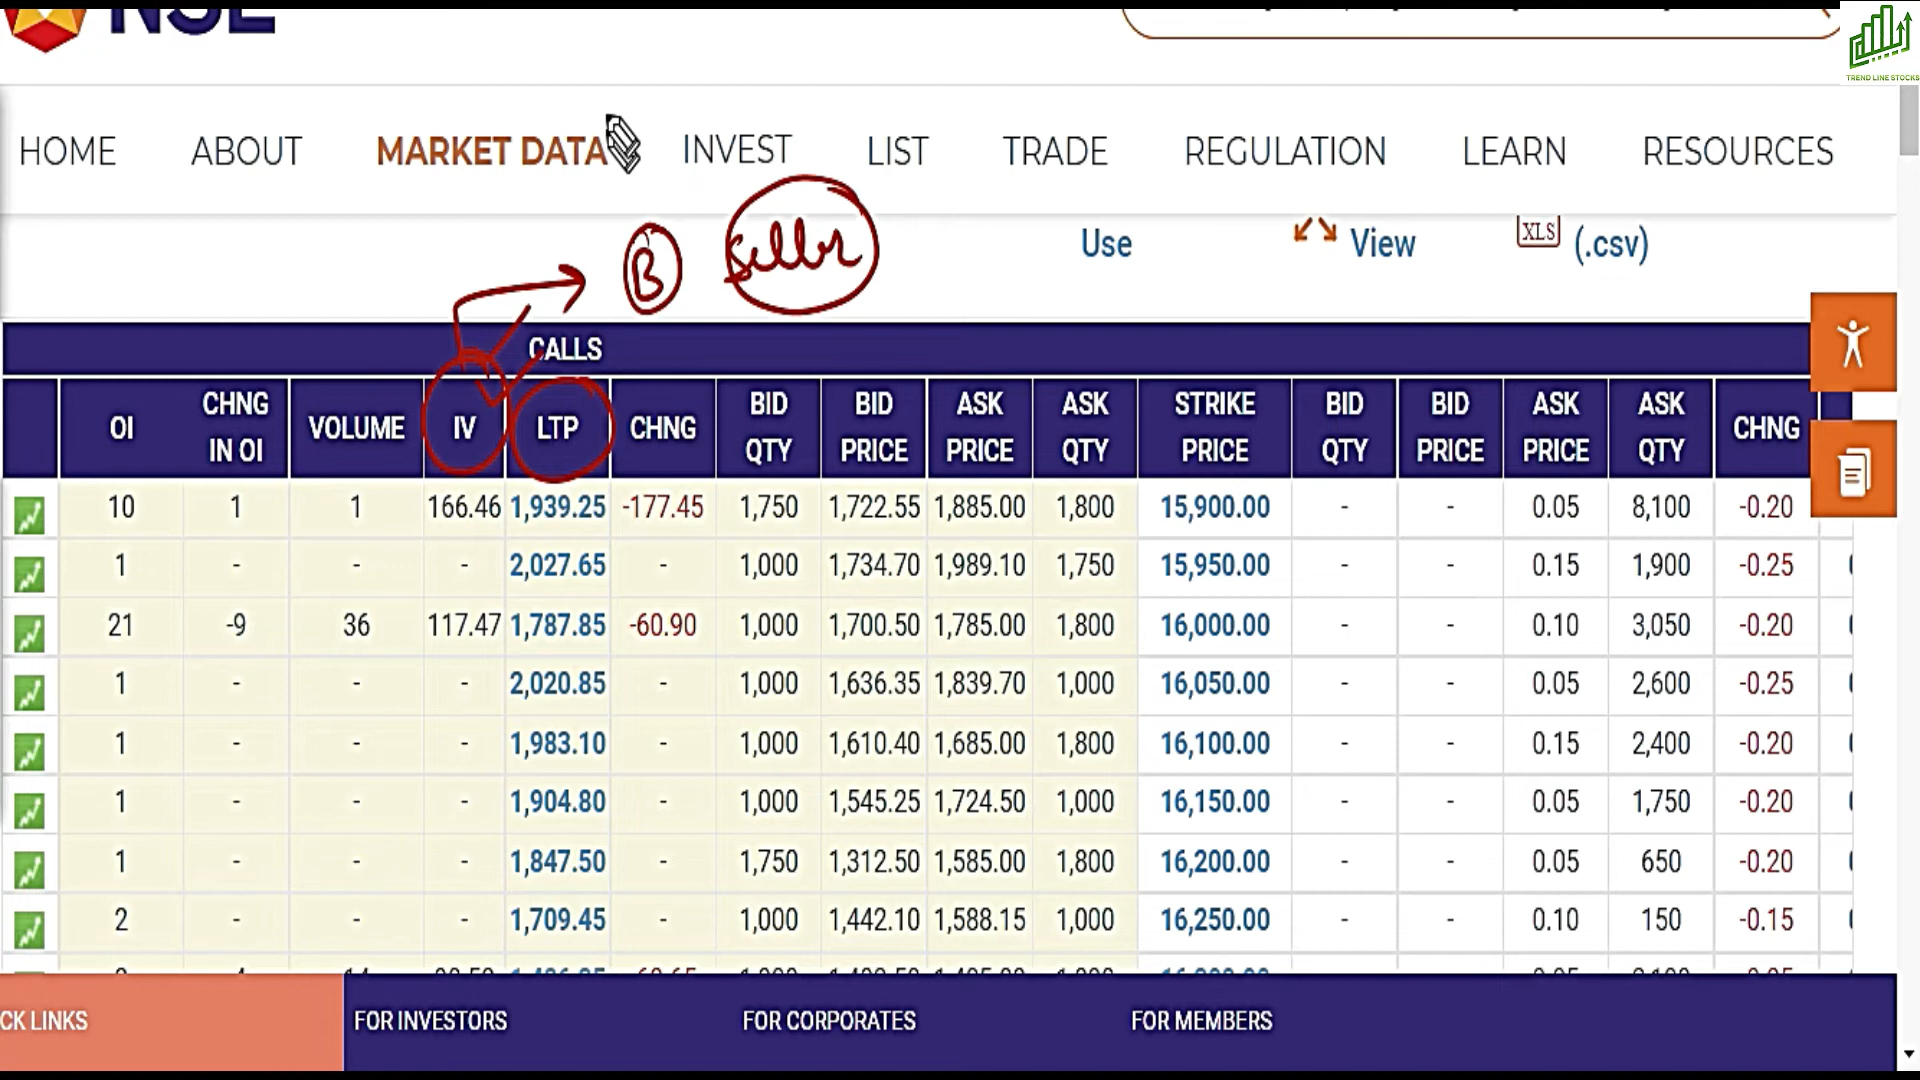 NSE
TREND LINE STOCKS
HOME ABOUT MARKET DATA INVEST LIST TRADE REGULATION LEARN RESOURCES
B Seller
Use View XLS (.csv)
CALLS
OI CHNG IN OI VOLUME IV LTP CHNG BID QTY BID PRICE ASK PRICE ASK QTY STRIKE PRICE BID QTY BID PRICE ASK PRICE ASK QTY CHNG
10 1 1 166.46 1,939.25 -177.45 1,750 1,722.55 1,885.00 1,800 15,900.00 - - 0.05 8,100 -0.20
1 - - - 2,027.65 - 1,000 1,734.70 1,989.10 1,750 15,950.00 - - 0.15 1,900 -0.25
21 -9 36 117.47 1,787.85 -60.90 1,000 1,700.50 1,785.00 1,800 16,000.00 - - 0.10 3,050 -0.20
1 - - - 2,020.85 - 1,000 1,636.35 1,839.70 1,000 16,050.00 - - 0.05 2,600 -0.25
1 - - - 1,983.10 - 1,000 1,610.40 1,685.00 1,800 16,100.00 - - 0.15 2,400 -0.20
1 - - - 1,904.80 - 1,000 1,545.25 1,724.50 1,000 16,150.00 - - 0.05 1,750 -0.20
1 - - - 1,847.50 - 1,750 1,312.50 1,585.00 1,800 16,200.00 - - 0.05 650 -0.20
2 - - - 1,709.45 - 1,000 1,442.10 1,588.15 1,000 16,250.00 - - 0.10 150 -0.15
CK LINKS FOR INVESTORS FOR CORPORATES FOR MEMBERS